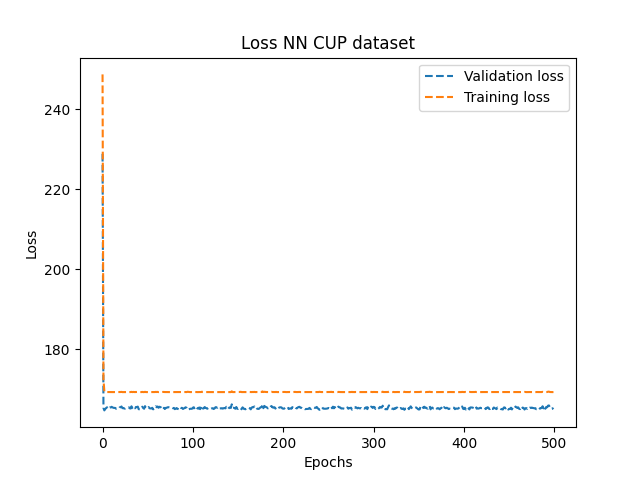 Loss NN CUP dataset
Validation loss
Training loss
240
220
200
180
Loss
0 100 200 300 400 500
Epochs